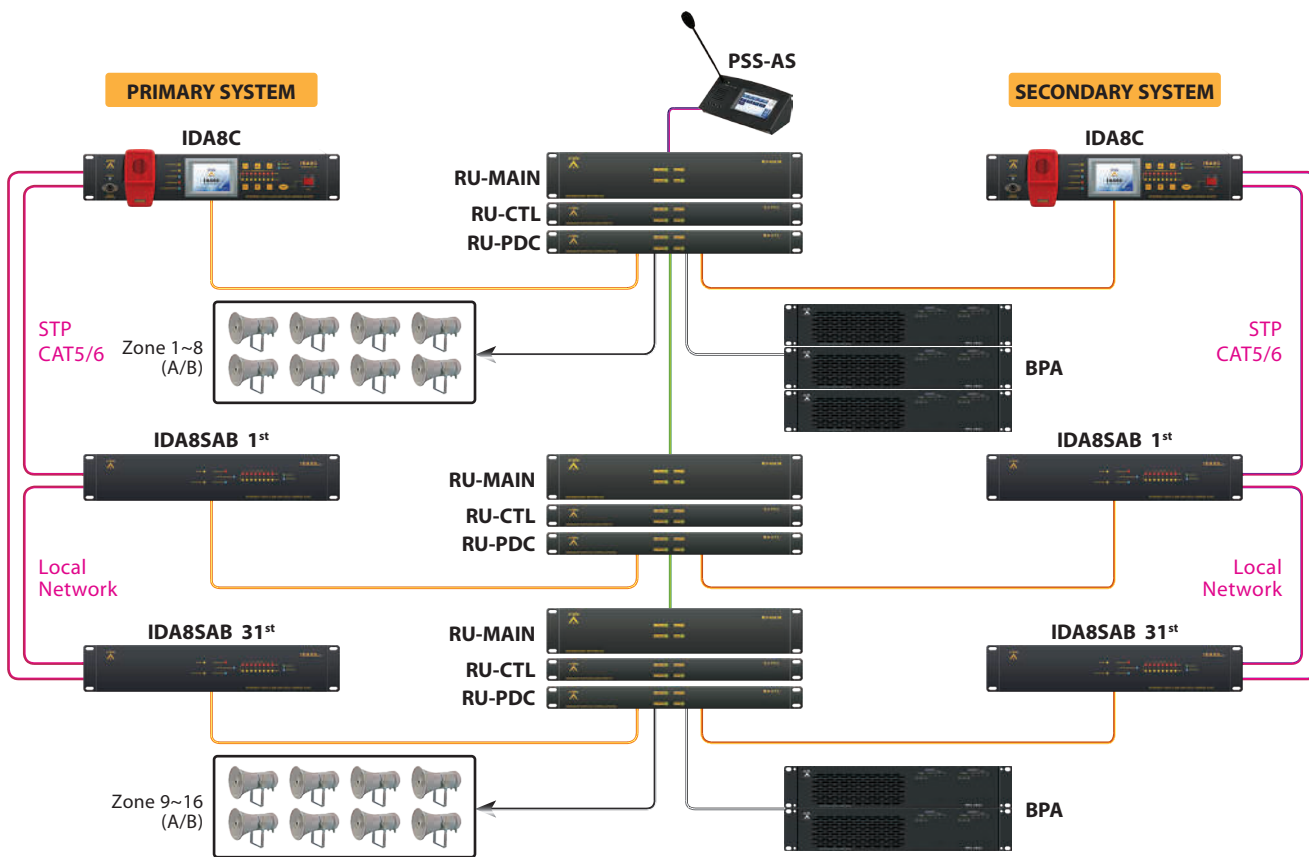 PSS-AS
PRIMARY SYSTEM
SECONDARY SYSTEM
IDA8C
IDA8C
RU-MAIN
RU-CTL
RU-PDC
STP
CAT5/6
Zone 1~8
(A/B)
BPA
STP
CAT5/6
IDA8SAB 1st
IDA8SAB 1st
RU-MAIN
RU-CTL
RU-PDC
Local
Network
Local
Network
IDA8SAB 31st
IDA8SAB 31st
RU-MAIN
RU-CTL
RU-PDC
Zone 9~16
(A/B)
BPA